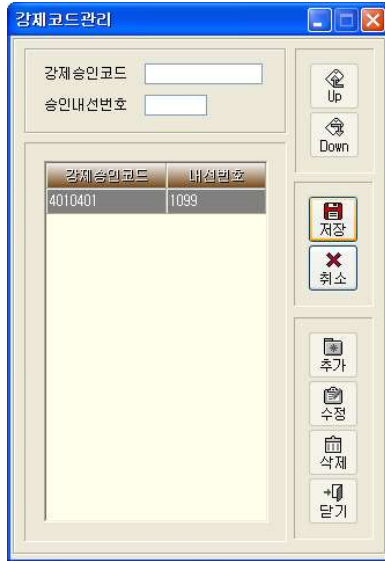 강제코드관리
강제승인코드
승인내선번호
강제승인코드 내선번호
4010401 1099
Up
Down
저장
취소
추가
수정
삭제
닫기